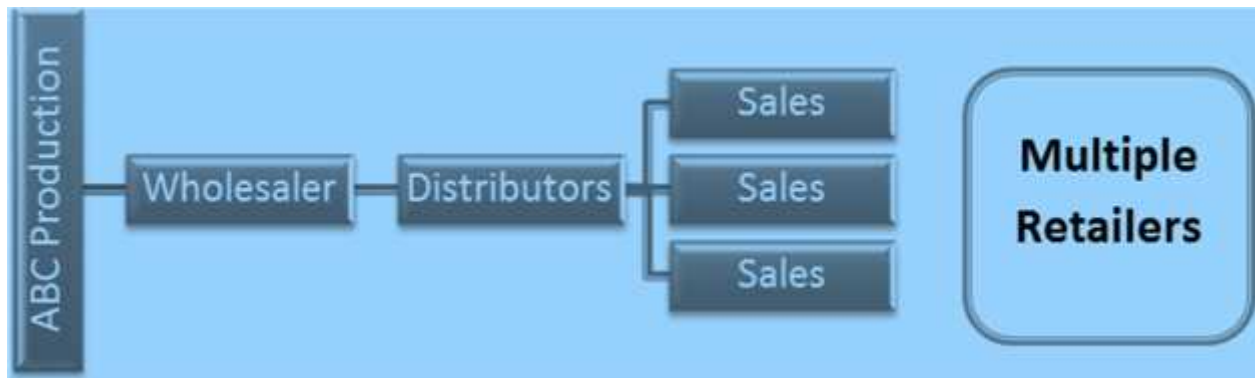 ABC Production
Wholesaler
Distributors
Sales
Sales
Sales
Multiple
Retailers